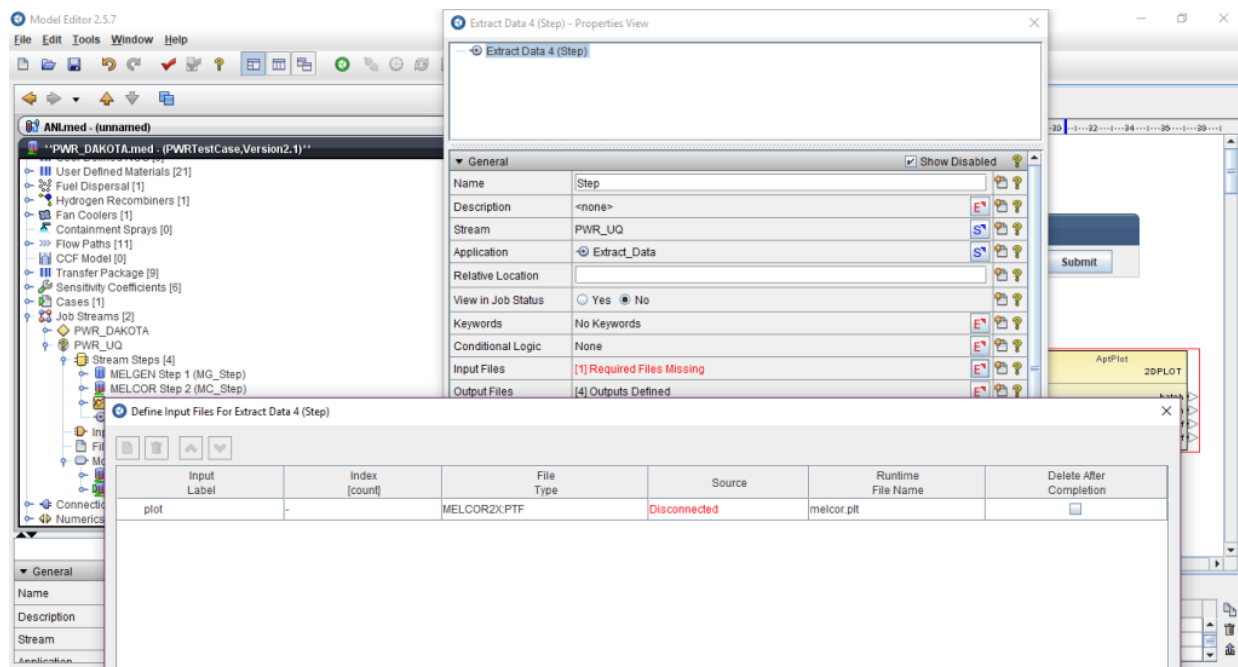 Model Editor 2.5.7
File Edit Tools Window Help
ANI.med - (unnamed)
**PWR_DAKOTA.med - (PWRTestCase,Version2.1)**
User Defined Materials [21]
Fuel Dispersal [1]
Hydrogen Recombiners [1]
Fan Coolers [1]
Containment Sprays [0]
Flow Paths [11]
CCF Model [0]
Transfer Package [9]
Sensitivity Coefficients [6]
Cases [1]
Job Streams [2]
PWR_DAKOTA
PWR_UQ
Stream Steps [4]
MELGEN Step 1 (MG_Step)
MELCOR Step 2 (MC_Step)
Inp
Fil
Mo
Connectio
Numerics
General
Name
Description
Stream
Application
Extract Data 4 (Step) - Properties View
Extract Data 4 (Step)
General Show Disabled
Name Step
Description <none>
Stream PWR_UQ
Application Extract_Data
Relative Location
View in Job Status Yes No
Keywords No Keywords
Conditional Logic None
Input Files [1] Required Files Missing
Output Files [4] Outputs Defined
Submit
AptPlot
2DPLOT
Define Input Files For Extract Data 4 (Step)
Input Label Index [count] File Type Source Runtime File Name Delete After Completion
plot - MELCOR2X:PTF Disconnected melcor.plt